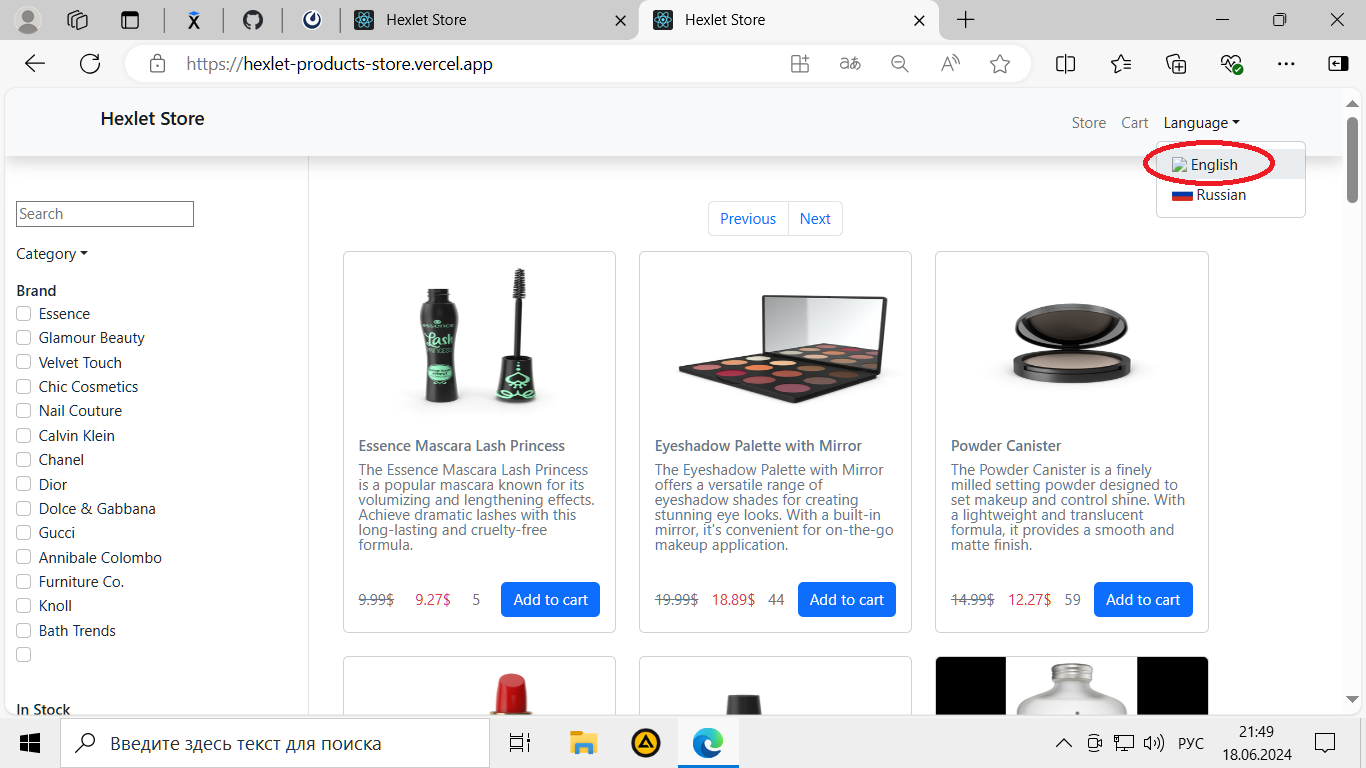 Hexlet Store
Hexlet Store
https://hexlet-products-store.vercel.app
Hexlet Store
Store
Cart
Language
English
Russian
Search
Category
Brand
Essence
Glamour Beauty
Velvet Touch
Chic Cosmetics
Nail Couture
Calvin Klein
Chanel
Dior
Dolce & Gabbana
Gucci
Annibale Colombo
Furniture Co.
Knoll
Bath Trends
In Stock
Previous
Next
Essence Mascara Lash Princess
The Essence Mascara Lash Princess
is a popular mascara known for its
volumizing and lengthening effects.
Achieve dramatic lashes with this
long-lasting and cruelty-free
formula.
9.99$ 9.27$ 5 Add to cart
Eyeshadow Palette with Mirror
The Eyeshadow Palette with Mirror
offers a versatile range of
eyeshadow shades for creating
stunning eye looks. With a built-in
mirror, it's convenient for on-the-go
makeup application.
19.99$ 18.89$ 44 Add to cart
Powder Canister
The Powder Canister is a finely
milled setting powder designed to
set makeup and control shine. With
a lightweight and translucent
formula, it provides a smooth and
matte finish.
14.99$ 12.27$ 59 Add to cart
Введите здесь текст для поиска
РУС
21:49
18.06.2024